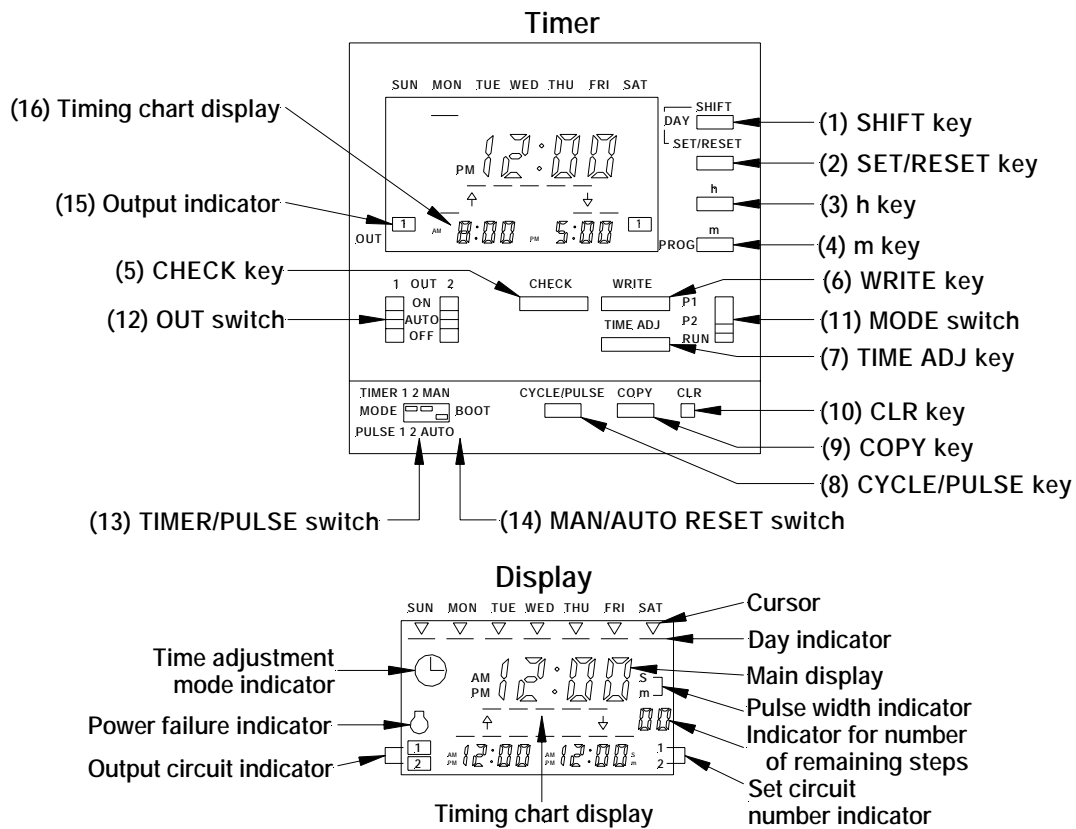 Timer
SUN MON TUE WED THU FRI SAT
(16) Timing chart display
SHIFT
DAY
(1) SHIFT key
12:00
PM
SET/RESET
(2) SET/RESET key
(15) Output indicator
h
(3) h key
1
AM 8:00 PM 5:00
1
OUT
m
PROG
(4) m key
(5) CHECK key
1 OUT 2
CHECK
WRITE
(6) WRITE key
ON
P1
(12) OUT switch
AUTO
TIME ADJ
P2
(11) MODE switch
OFF
RUN
(7) TIME ADJ key
TIMER 1 2 MAN
CYCLE/PULSE
COPY
CLR
MODE
BOOT
(10) CLR key
PULSE 1 2 AUTO
(9) COPY key
(8) CYCLE/PULSE key
(13) TIMER/PULSE switch
(14) MAN/AUTO RESET switch
Display
SUN MON TUE WED THU FRI SAT
Cursor
Day indicator
Time adjustment
mode indicator
AM
PM
12:00
S
m
Main display
Pulse width indicator
Power failure indicator
00
Indicator for number
of remaining steps
Output circuit indicator
1
2
AM
PM
12:00
AM
PM
12:00
S
m
1
2
Set circuit
number indicator
Timing chart display